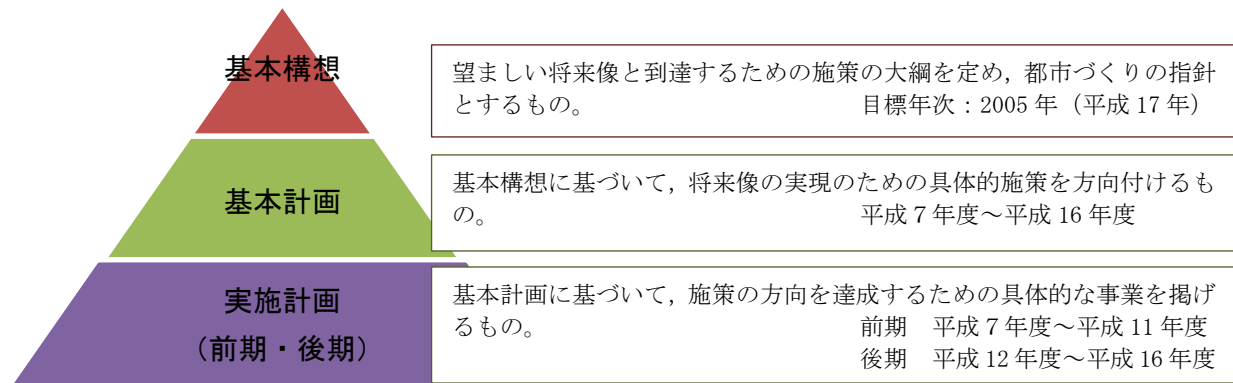 基本構想
望ましい将来像と到達するための施策の大綱を定め，都市づくりの指針
とするもの。 目標年次：2005 年（平成 17 年）
基本計画
基本構想に基づいて，将来像の実現のための具体的施策を方向付けるも
の。 平成７年度～平成 16 年度
実施計画
（前期・後期）
基本計画に基づいて，施策の方向を達成するための具体的な事業を掲げ
るもの。 前期 平成７年度～平成 11 年度
後期 平成 12 年度～平成 16 年度